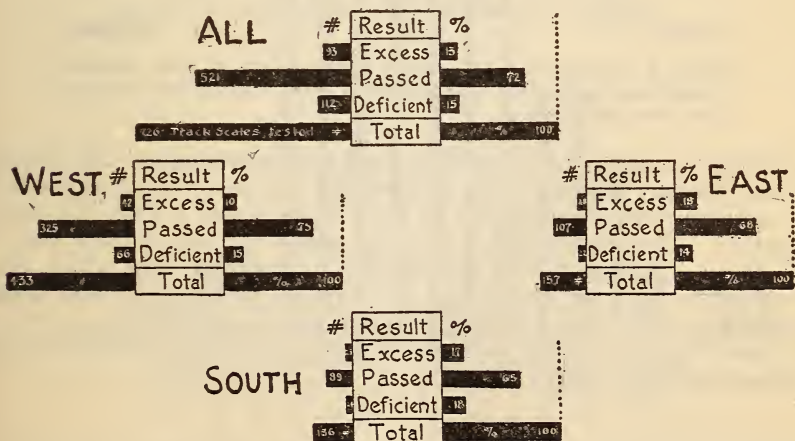 ALL
# Result %
93 Excess 13
521 Passed 72
112 Deficient 15
726 Track Scales tested # Total # % 100
WEST
# Result %
42 Excess 10
325 Passed 75
66 Deficient 15
433 # Total # % 100
EAST
# Result %
Excess 18
107 Passed 68
Deficient 14
157 # Total # % 100
SOUTH
# Result %
Excess 17
89 Passed 65
Deficient 18
136 # Total # % 100